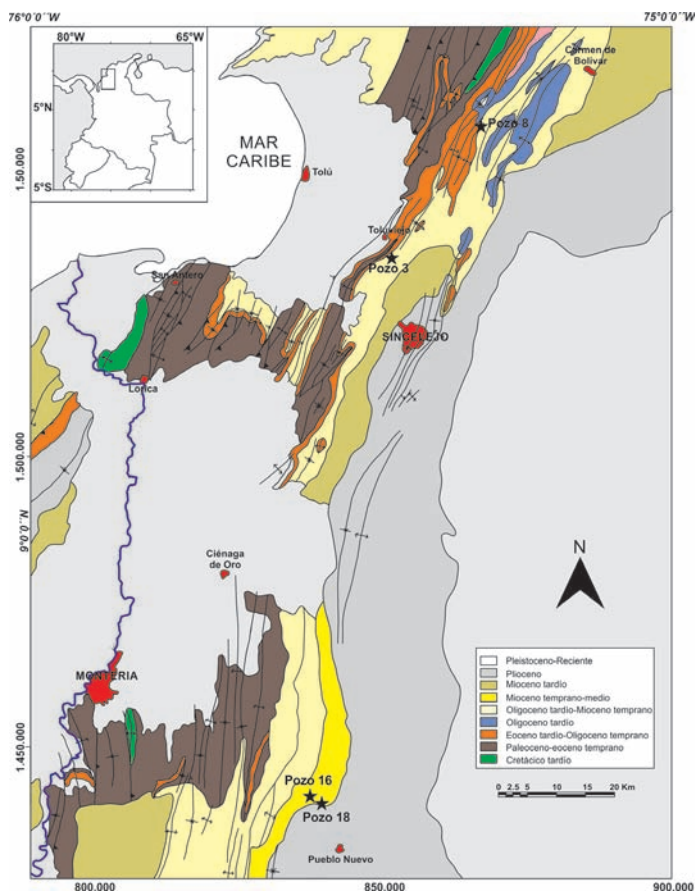 76°0'0´´W
75°0´0´´W
80°W
65°W
5°N
5°S
1.50.000
MAR
CARIBE
Carmen de
Bolívar
Pozo 8
Tolú
Toluviejo
Pozo 3
San Antero
SINCELEJO
Lorica
1.500.000
9°0´0´´N
Ciénaga
de Oro
N
MONTERIA
Pleistoceno-Reciente
Plioceno
Mioceno tardío
Mioceno temprano-medio
Oligoceno tardío-Mioceno temprano
Oligoceno tardío
Eoceno tardío-Oligoceno temprano
Paleoceno-eoceno temprano
Cretácico tardío
1.450.000
Pozo 16
Pozo 18
0 2.5 5 10 15 20 Km
Pueblo Nuevo
800.000
850.000
900.000